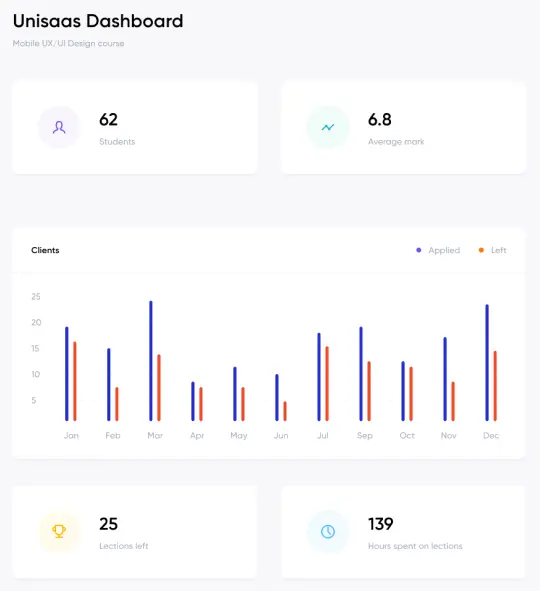 Unisaas Dashboard
Mobile UX/UI Design course
62
Students
6.8
Average mark
Clients
Applied
Left
25
20
15
10
5
Jan Feb Mar Apr May Jun Jul Sep Oct Nov Dec
25
Lections left
139
Hours spent on lections